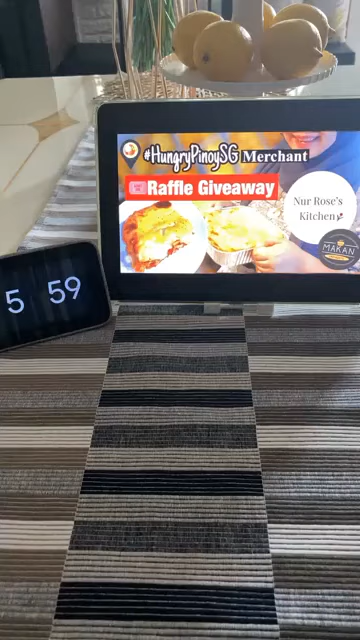 #HungryPinoySG Merchant
Raffle Giveaway
Nur Rose's
Kitchen
MAKAN
5 59